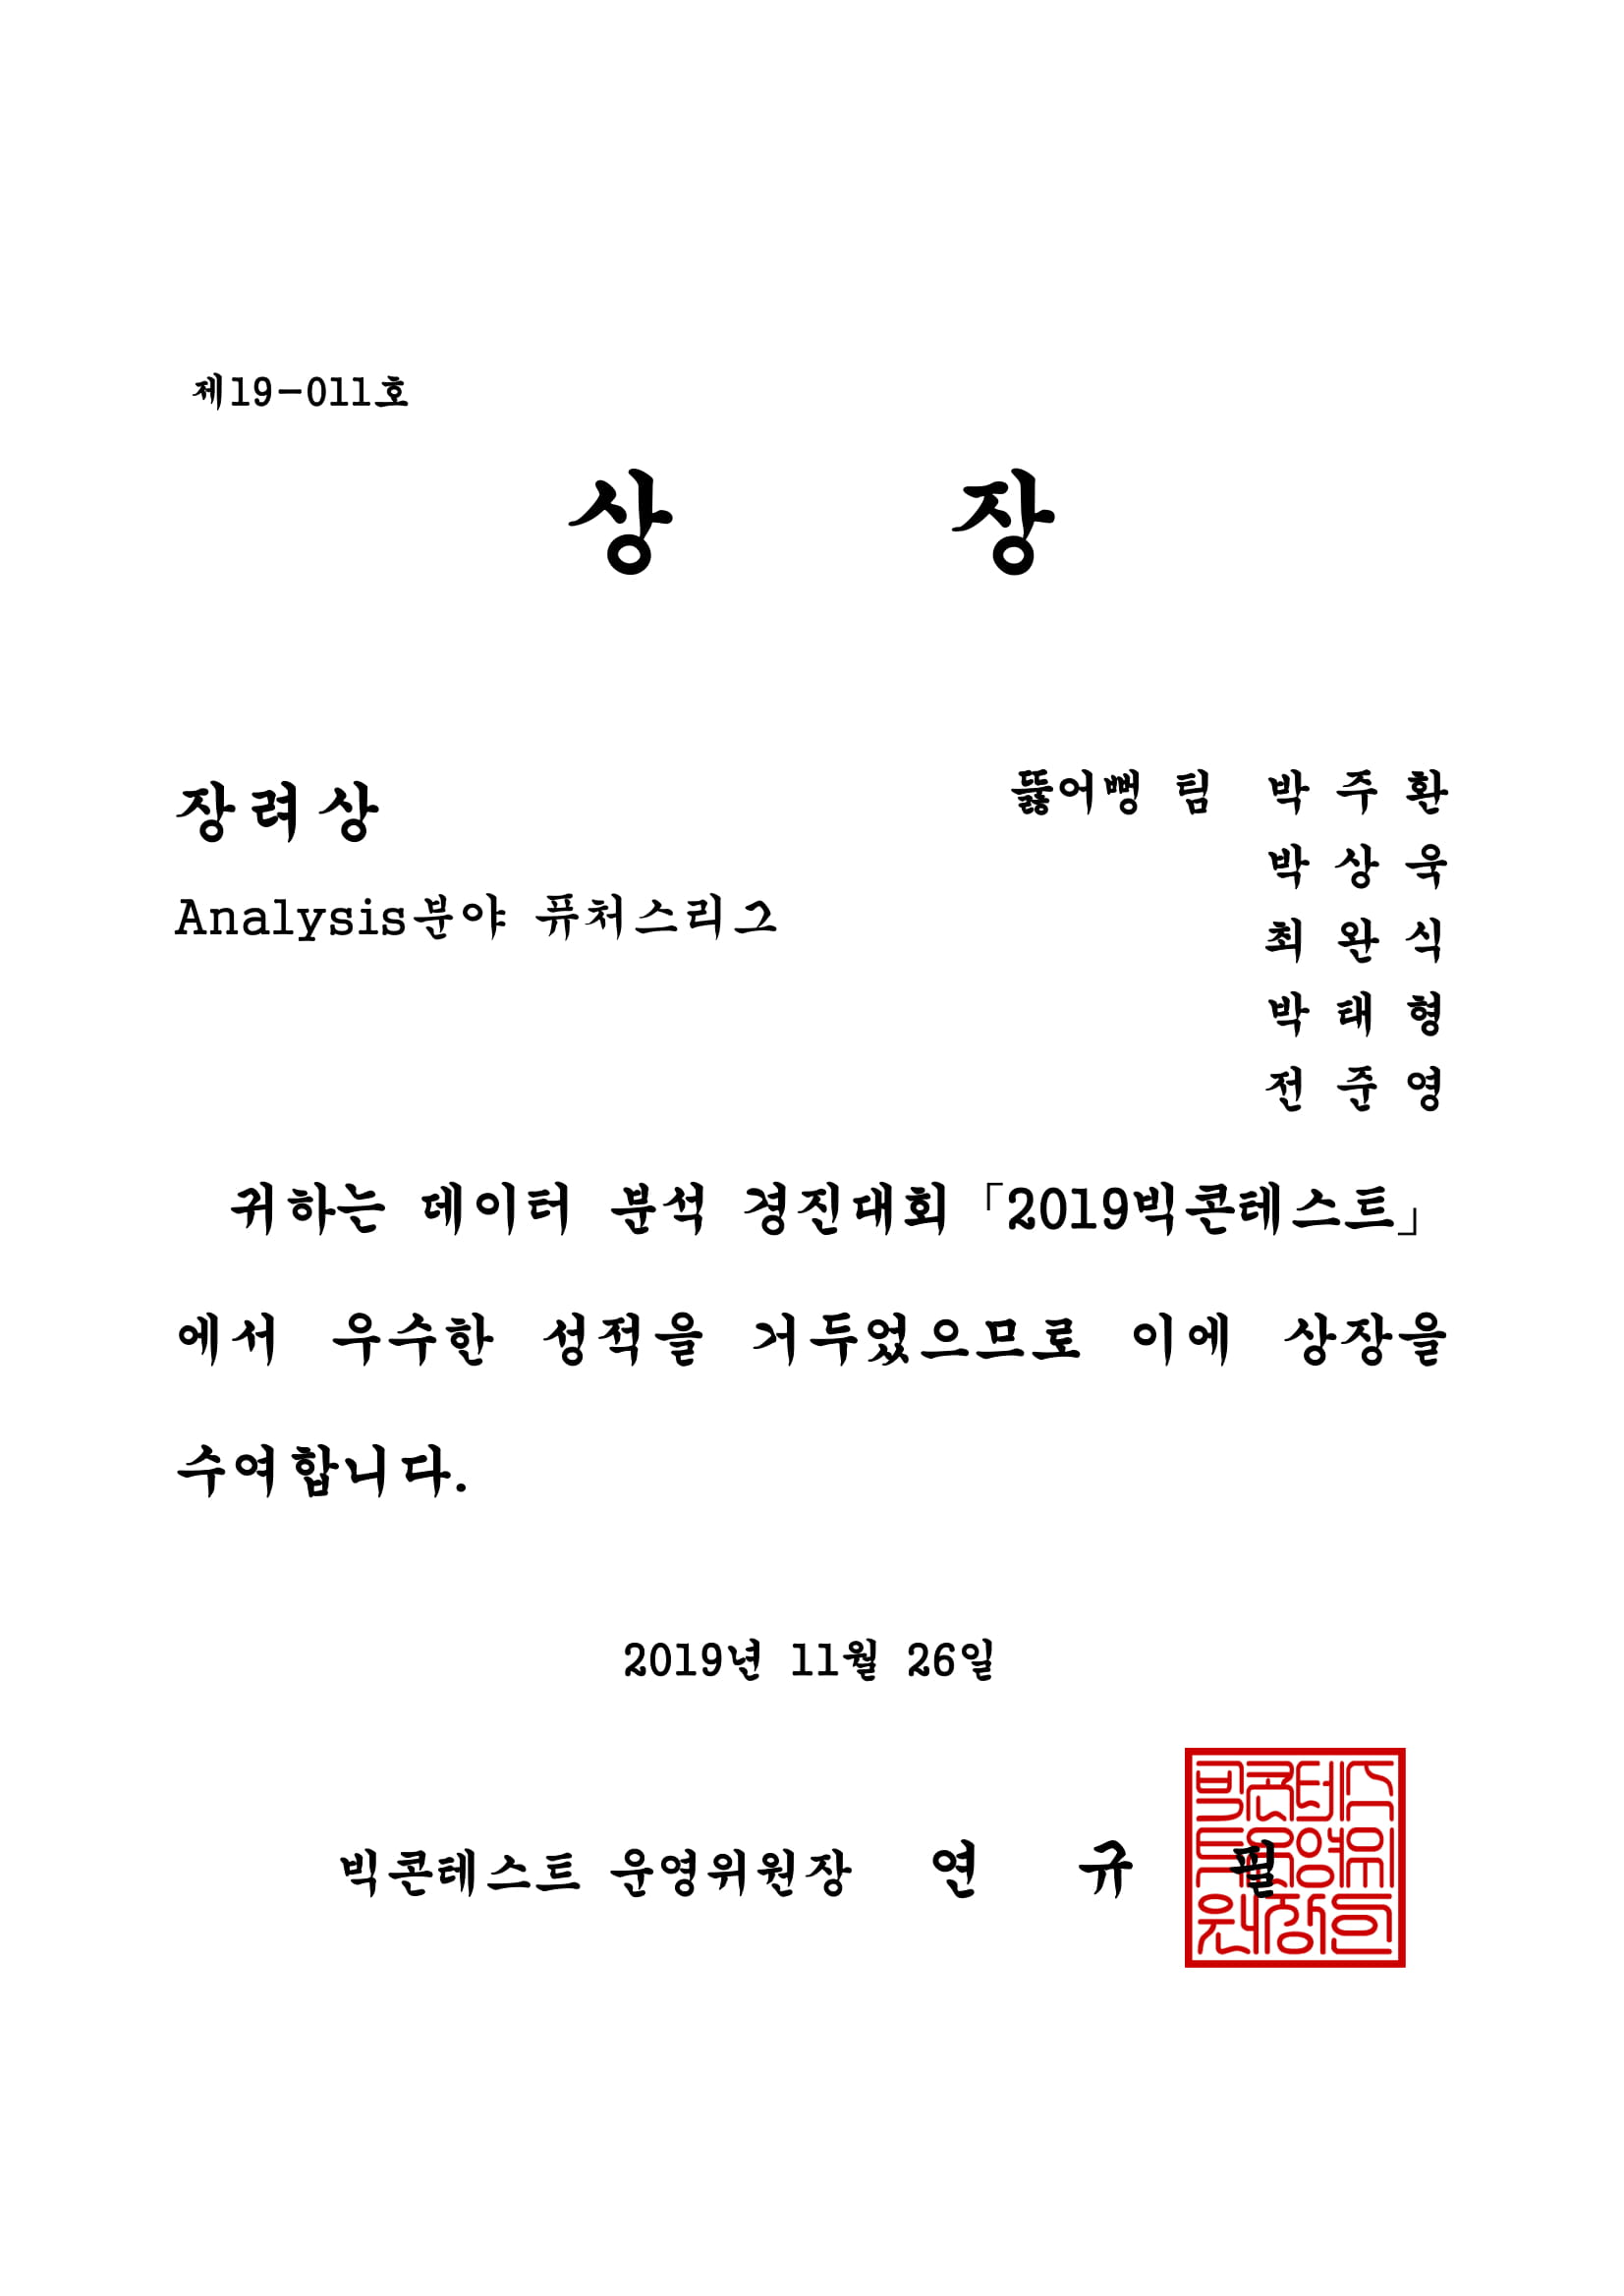 제19-011호
상 장
장려상
Analysis분야 퓨처스리그
뚫어뻥 팀 박 주 환
박 상 욱
최 완 식
박 태 형
전 준 영
귀하는 데이터 분석 경진대회「2019빅콘테스트」
에서 우수한 성적을 거두었으므로 이에 상장을
수여합니다.
2019년 11월 26일
빅콘테스트 운영위원장 연 규 필
빅콘테스
트운영위
원장인